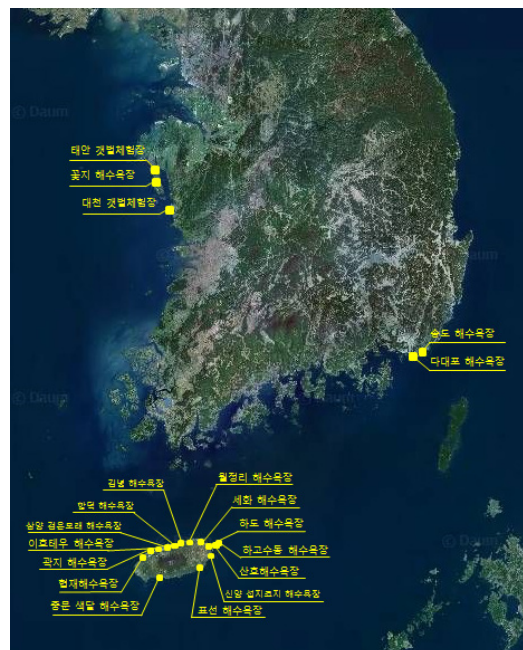 © Daum
태안 갯벌체험장
꽃지 해수욕장
대천 갯벌체험장
송도 해수욕장
다대포 해수욕장
월정리 해수욕장
김녕 해수욕장
세화 해수욕장
함덕 해수욕장
하도 해수욕장
삼양 검은모래 해수욕장
이호테우 해수욕장
하고수동 해수욕장
곽지 해수욕장
산호해수욕장
협재해수욕장
신양 섭지코지 해수욕장
중문 색달 해수욕장
표선 해수욕장